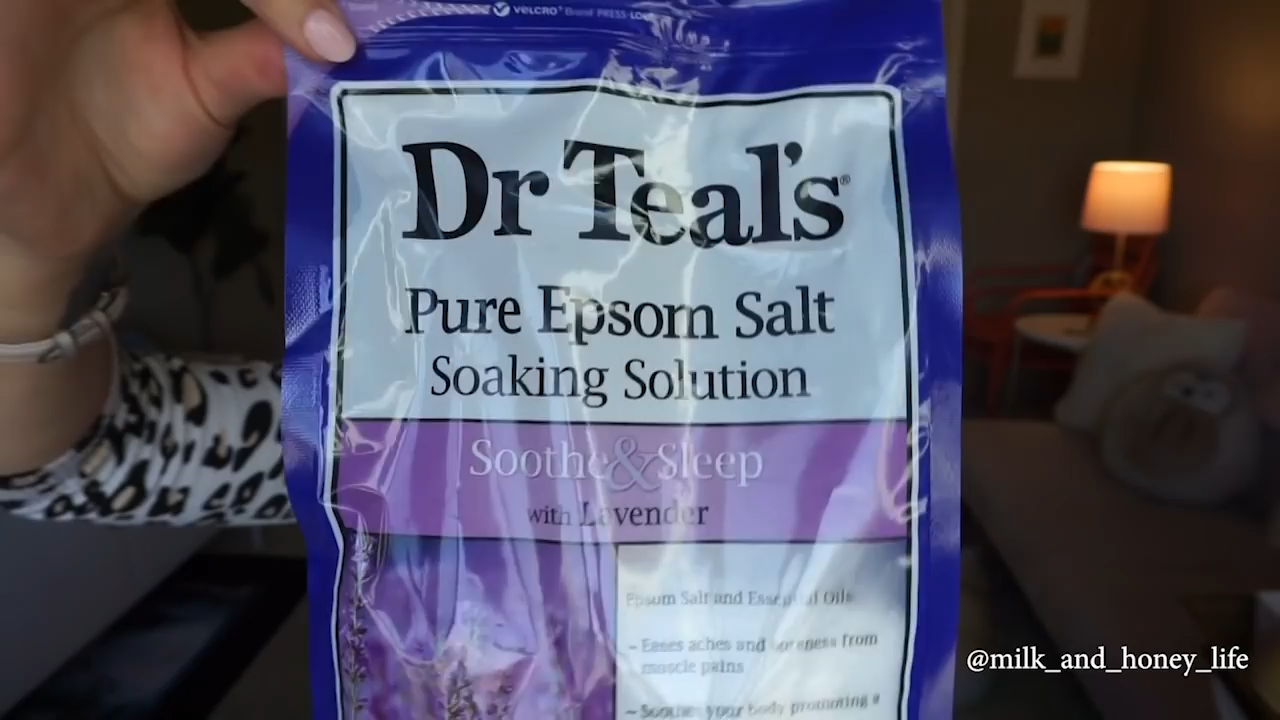 VELCRO® Brand PRESS-LOK
Dr Teal's®
Pure Epsom Salt
Soaking Solution
Soothe & Sleep
with Lavender
Epsom Salt and Essential Oils
- Eases aches and soreness from
muscle pains
- Soothes your body promoting a
@milk_and_honey_life